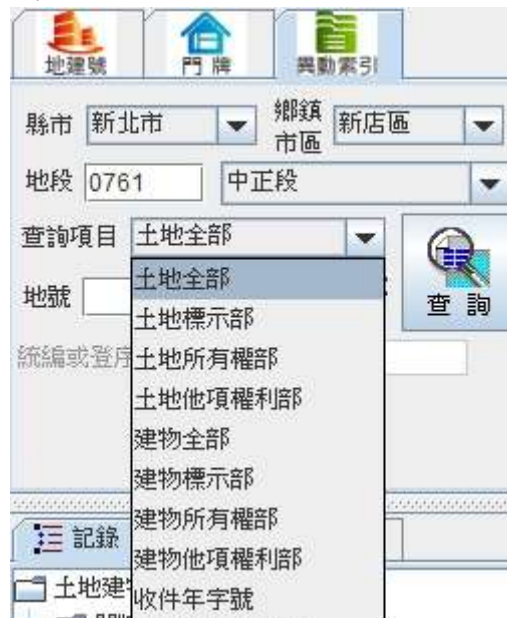 地建號 門牌 異動索引
縣市 新北市 鄉鎮市區 新店區
地段 0761 中正段
查詢項目 土地全部
土地全部
地號 查詢
土地標示部
統編或登序
土地所有權部
土地他項權利部
建物全部
建物標示部
建物所有權部
記錄
建物他項權利部
土地建
收件年字號